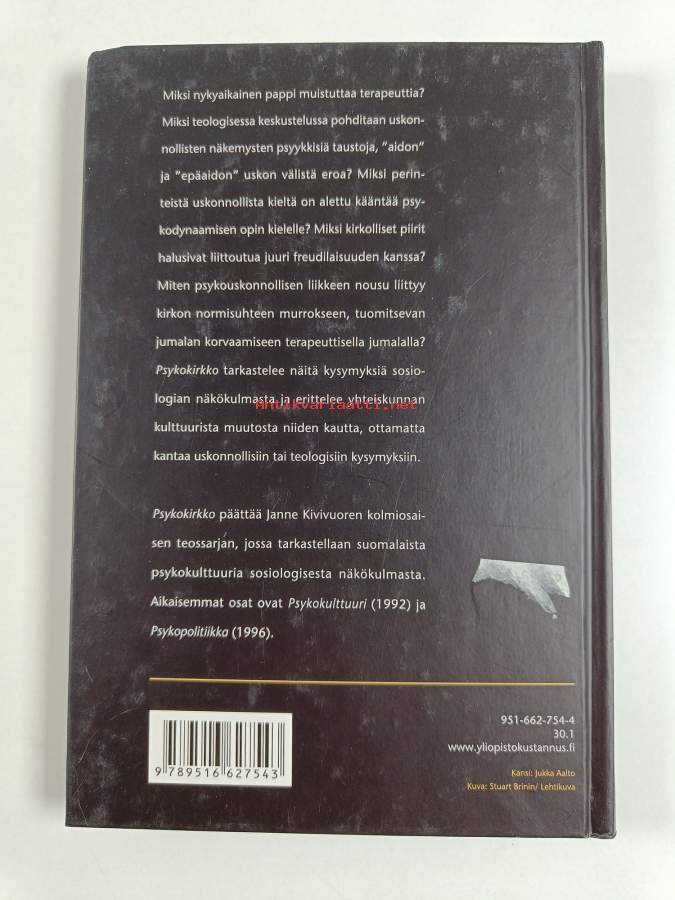 Miksi nykyaikainen pappi muistuttaa terapeuttia?
Miksi teologisessa keskustelussa pohditaan uskon-
nollisten näkemysten psyykkisiä taustoja, "aidon"
ja "epäaidon" uskon välistä eroa? Miksi perin-
teistä uskonnollista kieltä on alettu kääntää psy-
kodynaamisen opin kielelle? Miksi kirkolliset piirit
halusivat liittoutua juuri freudilaisuuden kanssa?
Miten psykouskonnollisen liikkeen nousu liittyy
kirkon normisuhteen murrokseen, tuomitsevan
jumalan korvaamiseen terapeuttisella jumalalla?
Psykokirkko tarkastelee näitä kysymyksiä sosio-
logian näkökulmasta ja erittelee yhteiskunnan
Antikvariaatti.net
kulttuurista muutosta niiden kautta, ottamatta
kantaa uskonnollisiin tai teologisiin kysymyksiin.
Psykokirkko päättää Janne Kivivuoren kolmiosai-
sen teossarjan, jossa tarkastellaan suomalaista
psykokulttuuria sosiologisesta näkökulmasta.
Aikaisemmat osat ovat Psykokulttuuri (1992) ja
Psykopolitiikka (1996).
951-662-754-4
30.1
www.yliopistokustannus.fi
9 789516 627543
Kansi: Jukka Aalto
Kuva: Stuart Brinin/ Lehtikuva